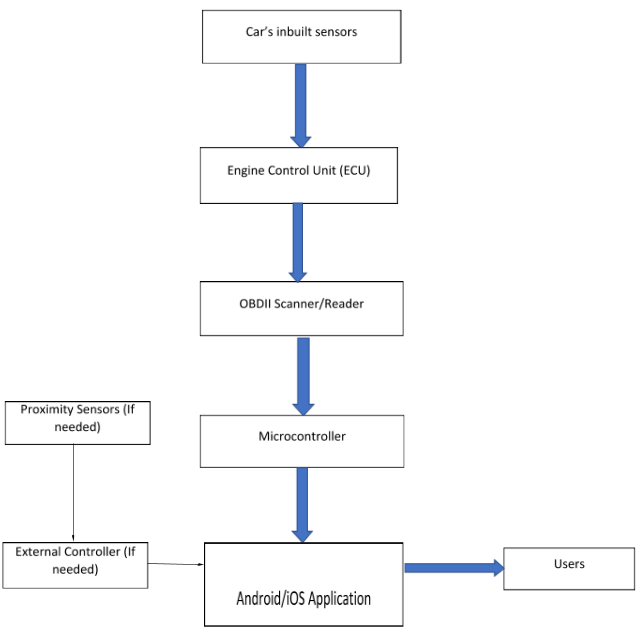 Car’s inbuilt sensors
Engine Control Unit (ECU)
OBDII Scanner/Reader
Proximity Sensors (If
needed)
Microcontroller
External Controller (If
needed)
Android/iOS Application
Users